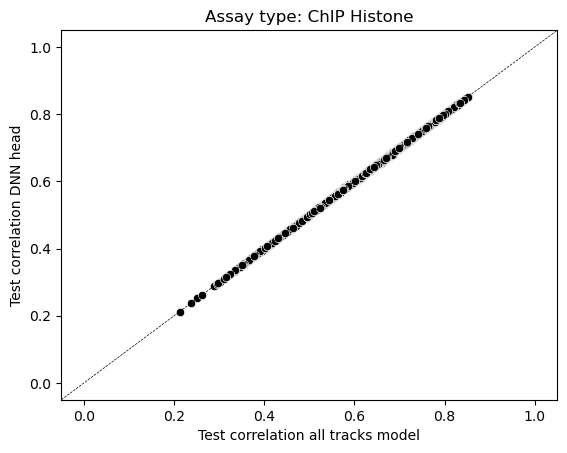 Assay type: ChIP Histone
1.0
0.8
0.6
0.4
0.2
0.0
Test correlation DNN head
0.0 0.2 0.4 0.6 0.8 1.0
Test correlation all tracks model